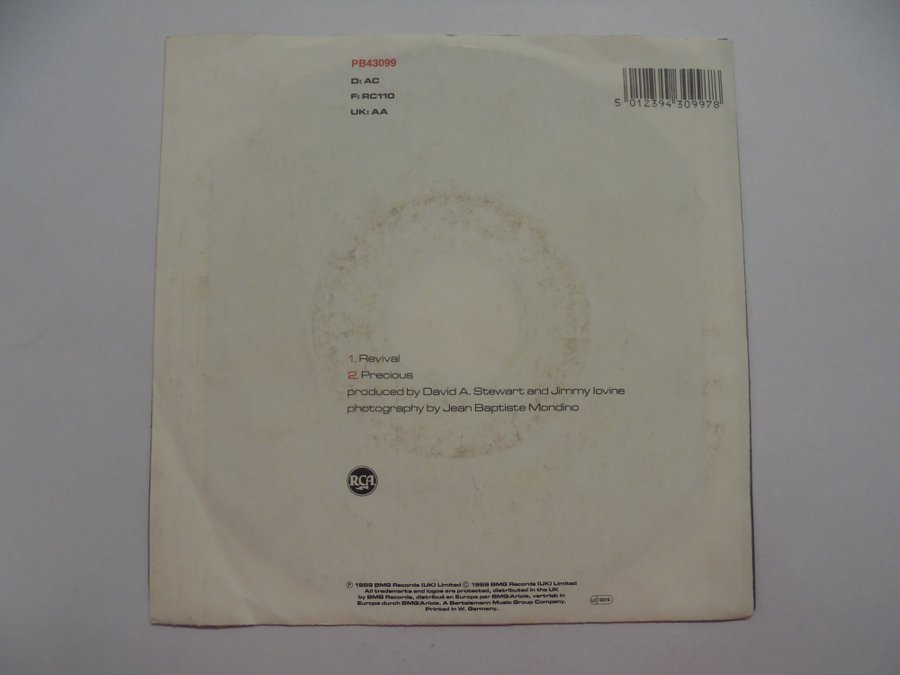 PB43099
D: AC
F: RC110
UK: AA
5 012394 309978
1. Revival
2. Precious
produced by David A. Stewart and Jimmy Iovine
photography by Jean Baptiste Mondino
RCA
Ⓟ 1989 BMG Records (UK) Limited © 1989 BMG Records (UK) Limited
All trademarks and logos are protected, distributed in the UK
by BMG Records, distribué en Europe par BMG/Ariola, vertrieb in
Europa durch BMG/Ariola. A Bertelsmann Music Group Company.
Printed in W. Germany.